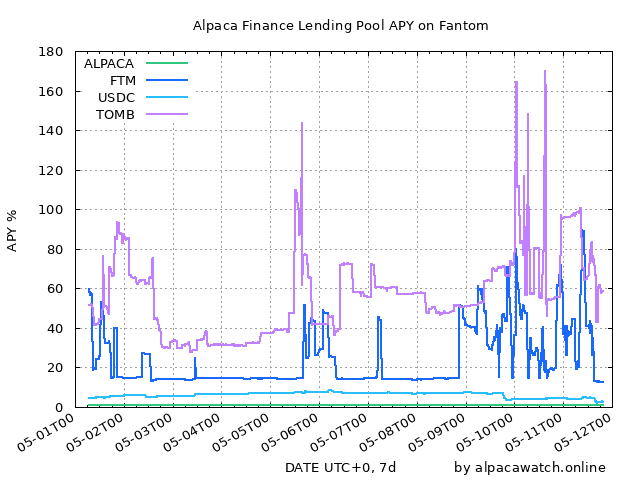 Alpaca Finance Lending Pool APY on Fantom
180
160
140
120
100
80
60
40
20
0
APY %
ALPACA
FTM
USDC
TOMB
05-01T00
05-02T00
05-03T00
05-04T00
05-05T00
05-06T00
05-07T00
05-08T00
05-09T00
05-10T00
05-11T00
05-12T00
DATE UTC+0, 7d
by alpacawatch.online